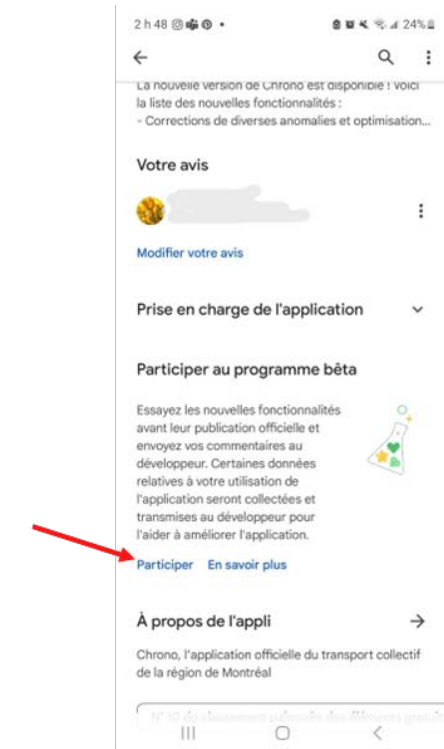 2 h 48
24%
La nouvelle version de Chrono est disponible ! Voici
la liste des nouvelles fonctionnalités :
- Corrections de diverses anomalies et optimisation...
Votre avis
Modifier votre avis
Prise en charge de l'application
Participer au programme bêta
Essayez les nouvelles fonctionnalités
avant leur publication officielle et
envoyez vos commentaires au
développeur. Certaines données
relatives à votre utilisation de
l'application seront collectées et
transmises au développeur pour
l'aider à améliorer l'application.
Participer En savoir plus
À propos de l'appli
Chrono, l'application officielle du transport collectif
de la région de Montréal